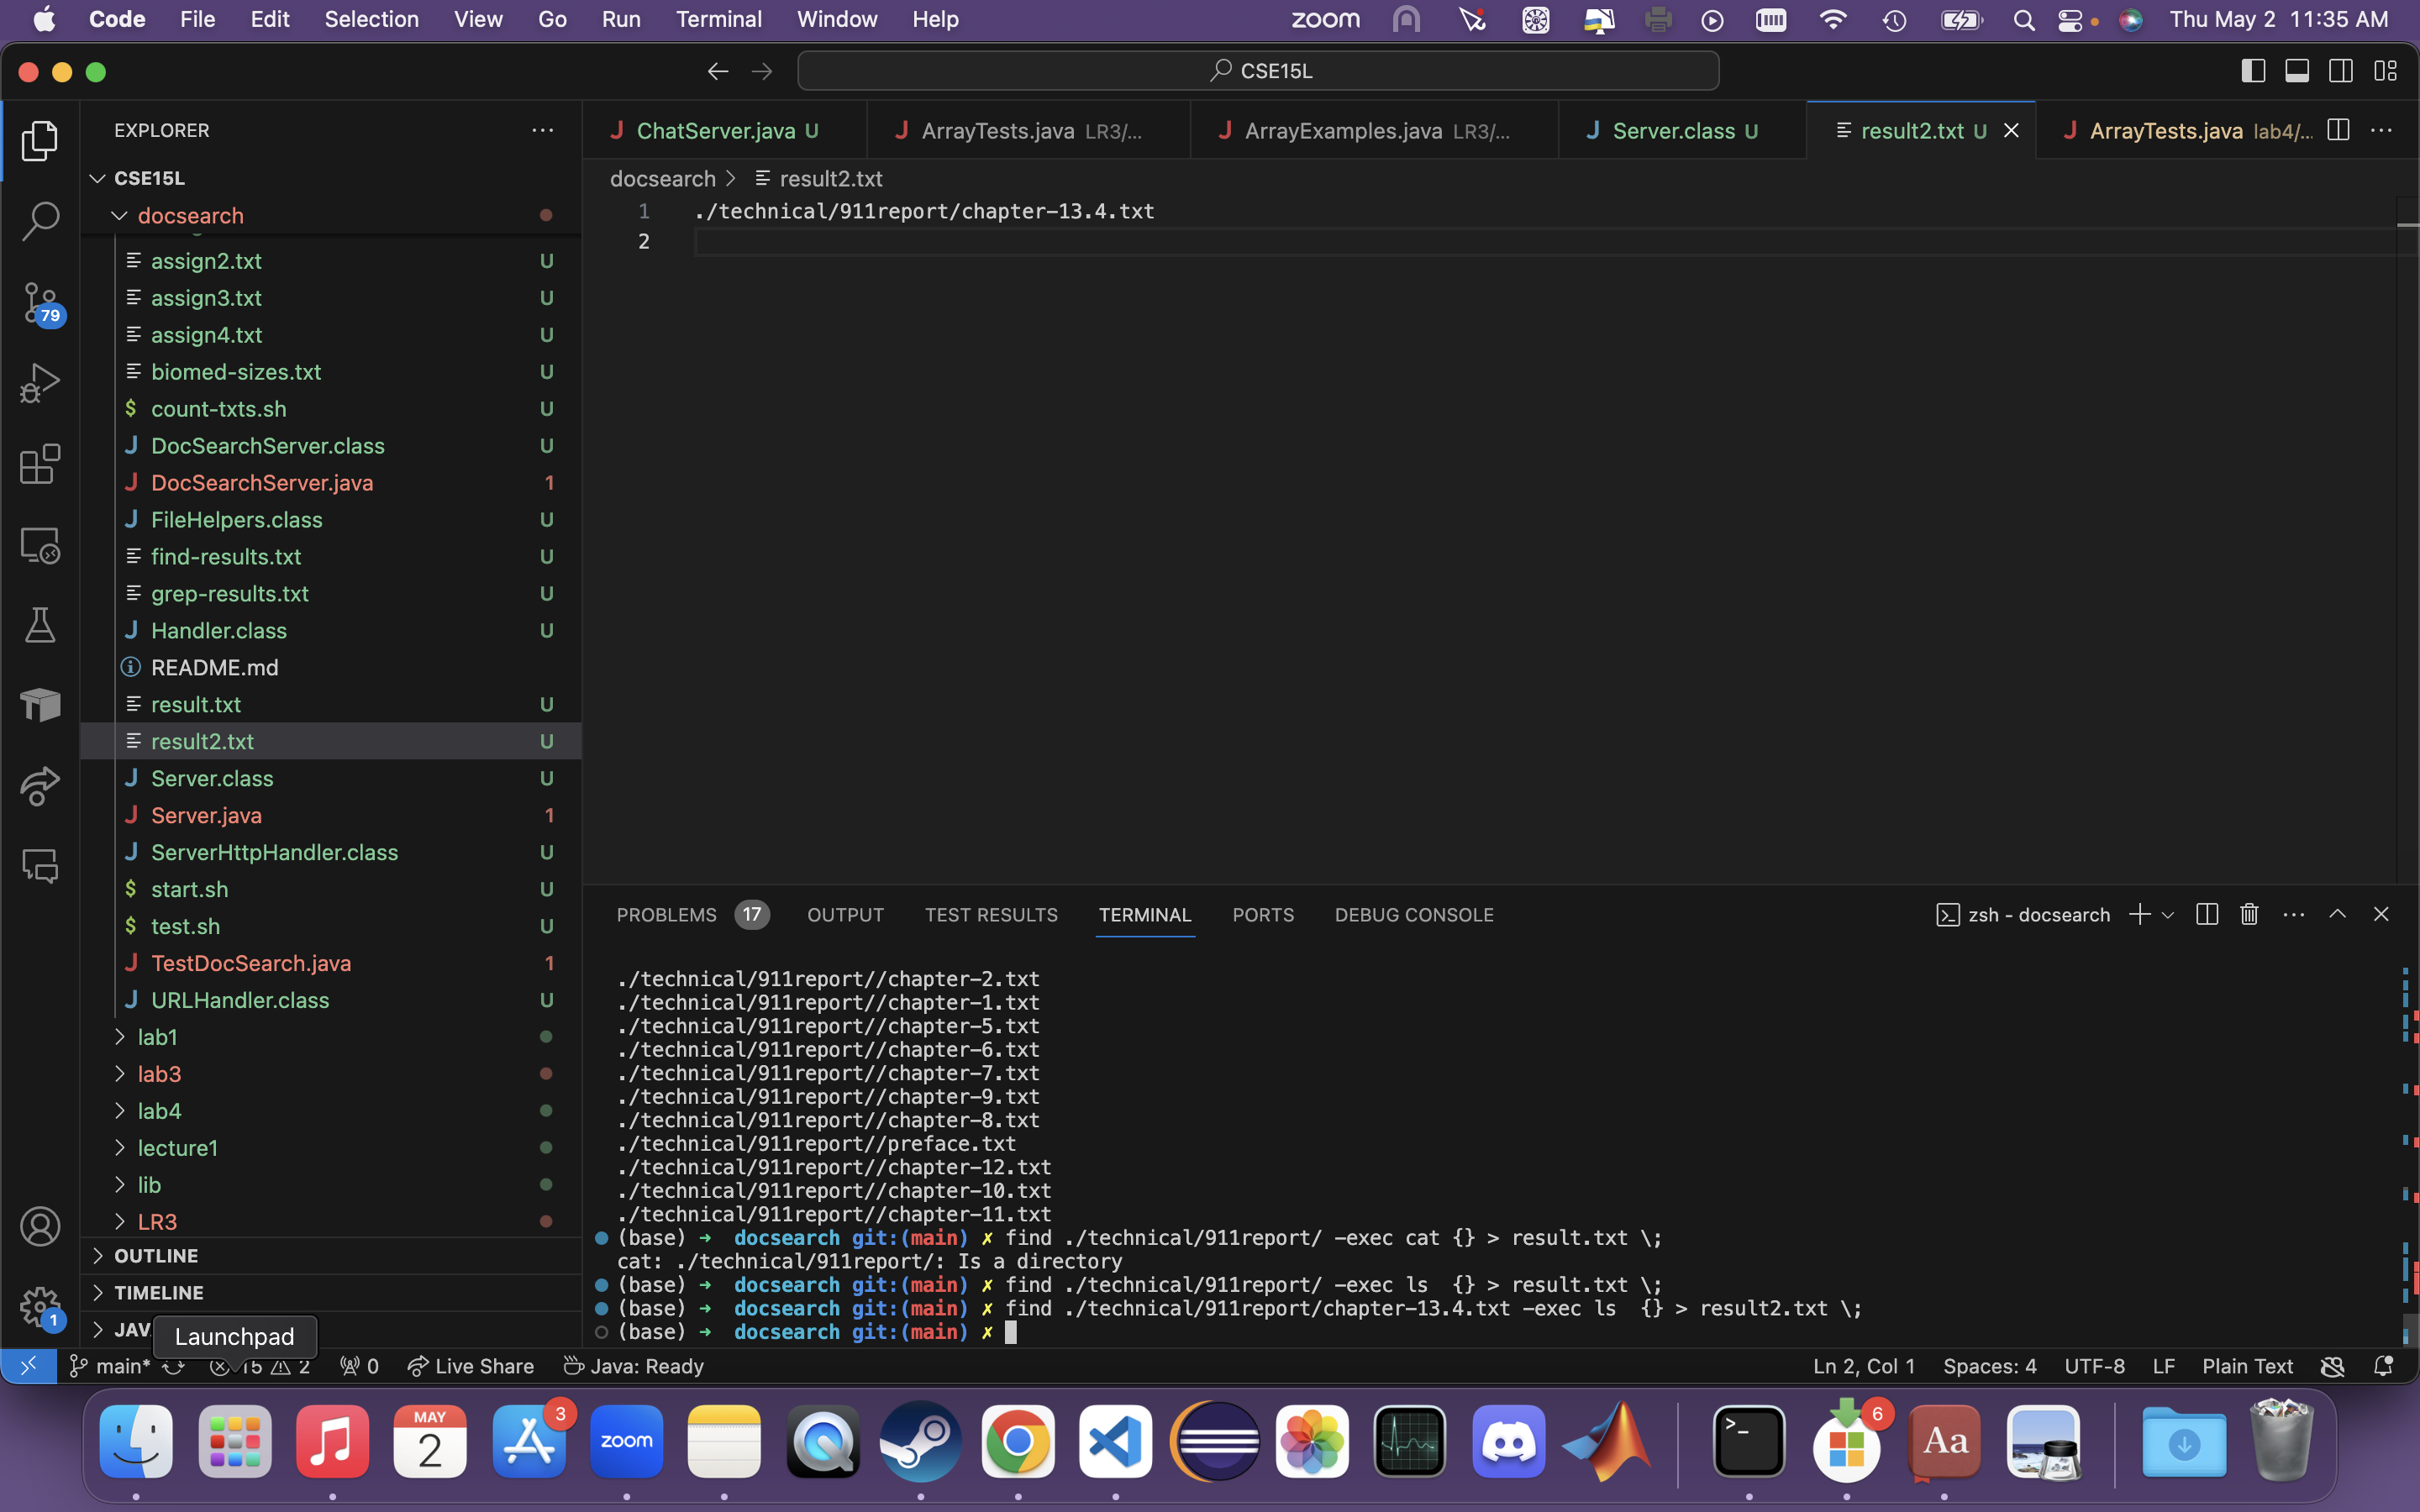 Code File Edit Selection View Go Run Terminal Window Help zoom Thu May 2 11:35 AM
CSE15L
EXPLORER
ChatServer.java U ArrayTests.java LR3/... ArrayExamples.java LR3/... Server.class U result2.txt U ArrayTests.java lab4/...
CSE15L
docsearch > result2.txt
docsearch
1 ./technical/911report/chapter-13.4.txt
2
assign2.txt U
assign3.txt U
79
assign4.txt U
biomed-sizes.txt U
$ count-txts.sh U
J DocSearchServer.class U
J DocSearchServer.java 1
J FileHelpers.class U
find-results.txt U
grep-results.txt U
J Handler.class U
README.md
result.txt U
result2.txt U
J Server.class U
J Server.java 1
J ServerHttpHandler.class U
$ start.sh U
$ test.sh U
J TestDocSearch.java 1
J URLHandler.class U
lab1
lab3
lab4
lecture1
lib
LR3
OUTLINE
TIMELINE
1
JAV
Launchpad
PROBLEMS 17 OUTPUT TEST RESULTS TERMINAL PORTS DEBUG CONSOLE zsh - docsearch
./technical/911report//chapter-2.txt
./technical/911report//chapter-1.txt
./technical/911report//chapter-5.txt
./technical/911report//chapter-6.txt
./technical/911report//chapter-7.txt
./technical/911report//chapter-9.txt
./technical/911report//chapter-8.txt
./technical/911report//preface.txt
./technical/911report//chapter-12.txt
./technical/911report//chapter-10.txt
./technical/911report//chapter-11.txt
(base) → docsearch git:(main) ✗ find ./technical/911report/ -exec cat {} > result.txt \;
cat: ./technical/911report/: Is a directory
(base) → docsearch git:(main) ✗ find ./technical/911report/ -exec ls  {} > result.txt \;
(base) → docsearch git:(main) ✗ find ./technical/911report/chapter-13.4.txt -exec ls  {} > result2.txt \;
(base) → docsearch git:(main) ✗
main* 15 2 0 Live Share Java: Ready Ln 2, Col 1 Spaces: 4 UTF-8 LF Plain Text
MAY
2
3
zoom
>_
6
Aa